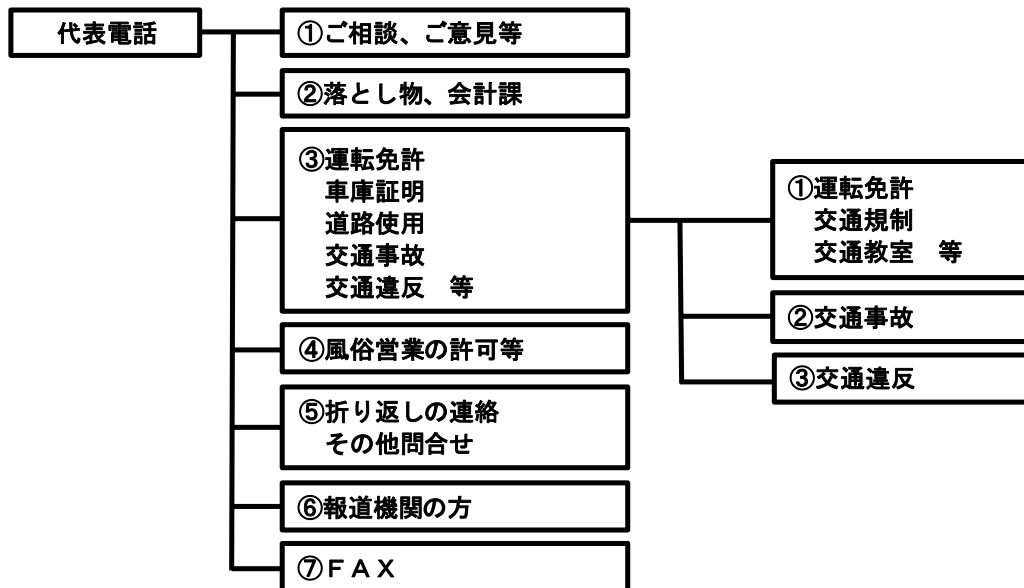 代表電話
①ご相談、ご意見等
②落とし物、会計課
③運転免許
車庫証明
道路使用
交通事故
交通違反　等
④風俗営業の許可等
⑤折り返しの連絡
その他問合せ
⑥報道機関の方
⑦ＦＡＸ
①運転免許
交通規制
交通教室　等
②交通事故
③交通違反